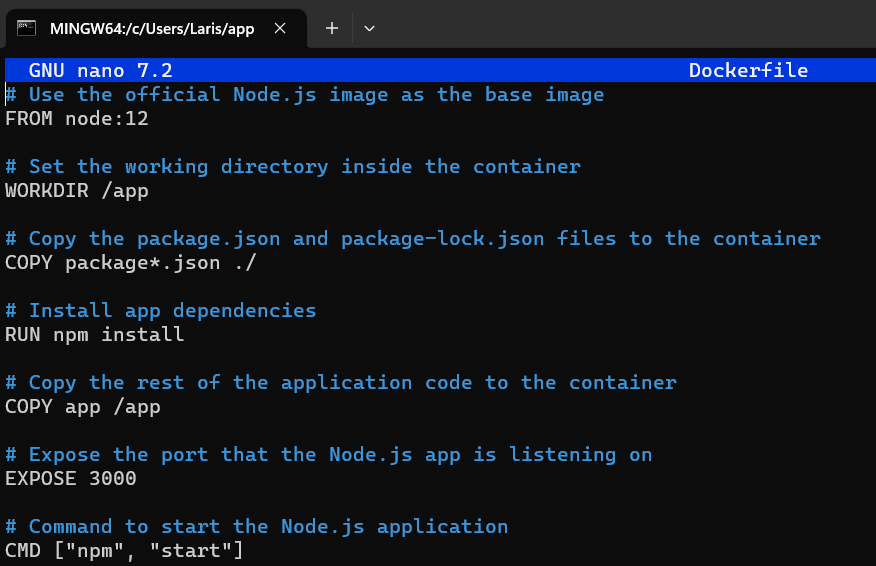 MINGW64:/c/Users/Laris/app
GNU nano 7.2 Dockerfile
# Use the official Node.js image as the base image
FROM node:12
# Set the working directory inside the container
WORKDIR /app
# Copy the package.json and package-lock.json files to the container
COPY package*.json ./
# Install app dependencies
RUN npm install
# Copy the rest of the application code to the container
COPY app /app
# Expose the port that the Node.js app is listening on
EXPOSE 3000
# Command to start the Node.js application
CMD ["npm", "start"]